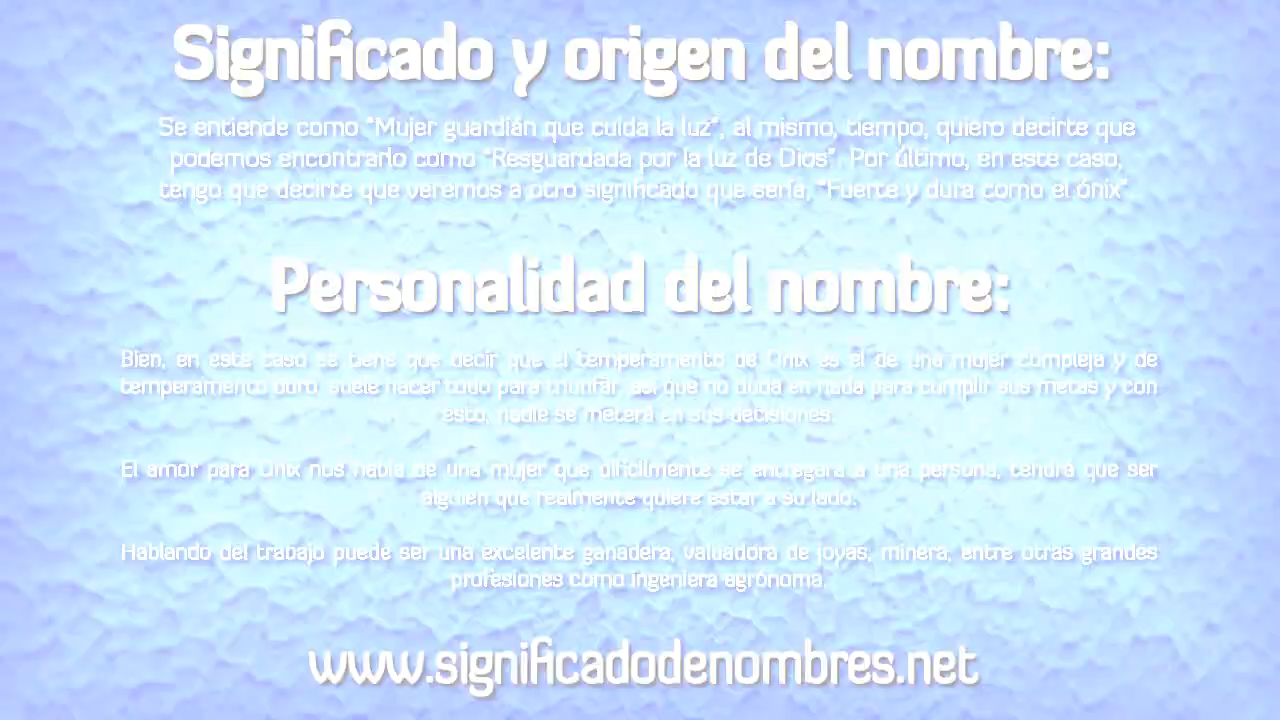 Significado y origen del nombre:
Se entiende como "Mujer guardián que cuida la luz", al mismo, tiempo, quiero decirte que
podemos encontrarlo como "Resguardada por la luz de Dios". Por último, en este caso,
tengo que decirte que veremos a otro significado que sería, "Fuerte y dura como el ónix"
Personalidad del nombre:
Bien, en este caso se tiene que decir que el temperamento de Onix es el de una mujer compleja y de
temperamento duro, suele hacer todo para triunfar, así que no duda en nada para cumplir sus metas y con
esto, nadie se meterá en sus decisiones.
El amor para Onix nos habla de una mujer que difícilmente se entregará a una persona, tendrá que ser
alguien que realmente quiere estar a su lado.
Hablando del trabajo puede ser una excelente ganadera, valuadora de joyas, minera, entre otras grandes
profesiones como ingeniera agrónoma.
www.significadodenombres.net